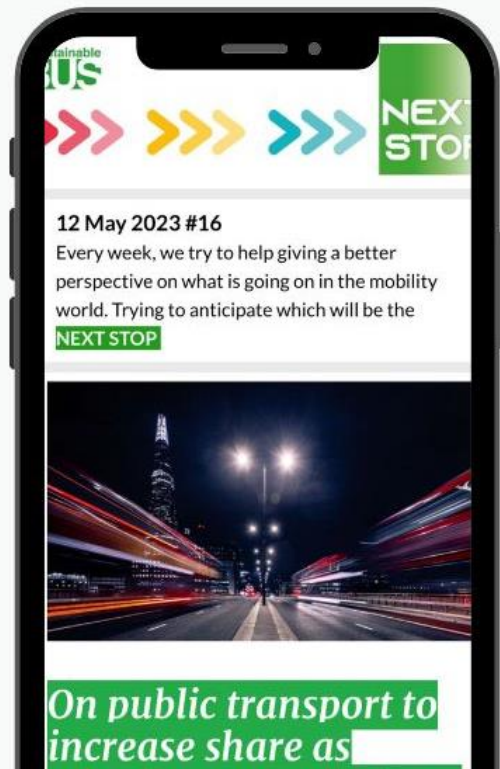 BUS
NEXT
STOP
12 May 2023 #16
Every week, we try to help giving a better
perspective on what is going on in the mobility
world. Trying to anticipate which will be the
NEXT STOP
On public transport to
increase share as